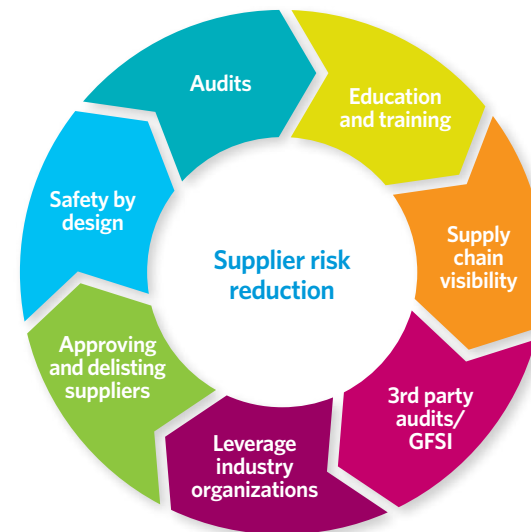 Audits
Education
and training
Supply
chain
visibility
3rd party
audits/
GFSI
Leverage
industry
organizations
Approving
and delisting
suppliers
Safety by
design
Supplier risk
reduction